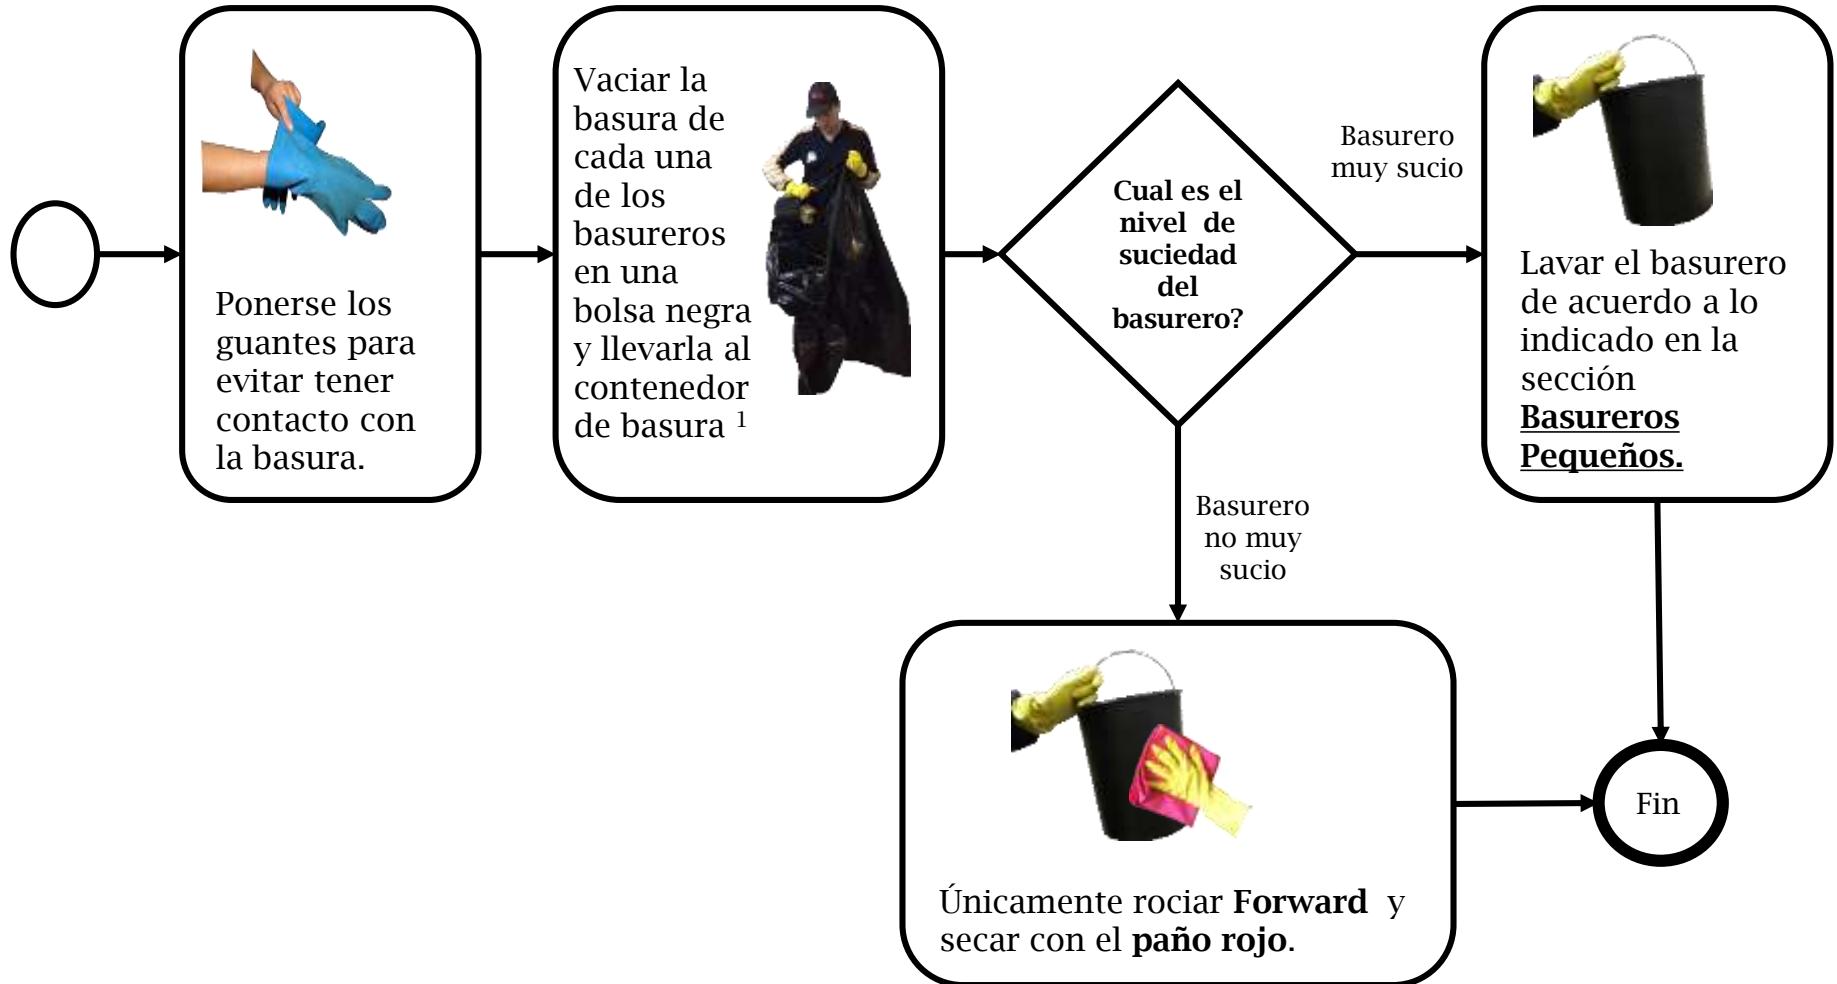 Ponerse los
guantes para
evitar tener
contacto con
la basura.
Vaciar la
basura de
cada una
de los
basureros
en una
bolsa negra
y llevarla al
contenedor
de basura ¹
Cual es el
nivel de
suciedad
del
basurero?
Basurero
muy sucio
Lavar el basurero
de acuerdo a lo
indicado en la
sección
Basureros
Pequeños.
Basurero
no muy
sucio
Únicamente rociar Forward y
secar con el paño rojo.
Fin